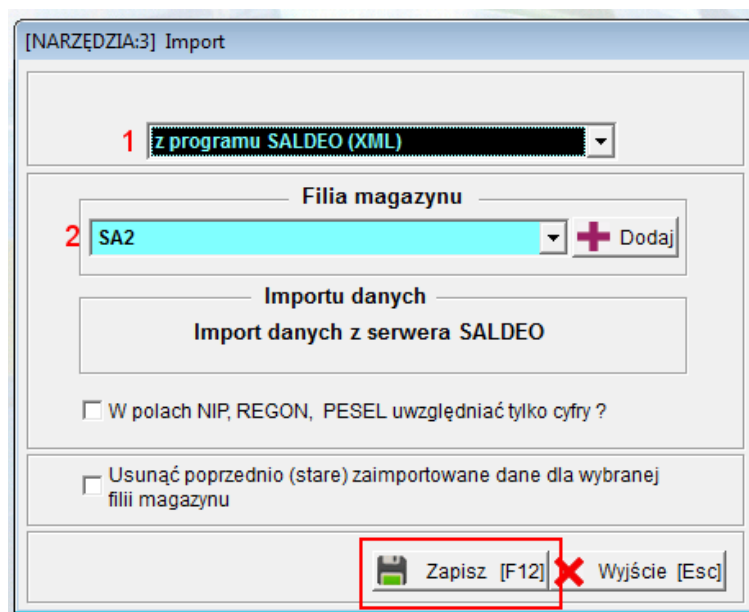 [NARZĘDZIA:3] Import
1 z programu SALDEO (XML)
Filia magazynu
2 SA2 Dodaj
Importu danych
Import danych z serwera SALDEO
W polach NIP, REGON, PESEL uwzględniać tylko cyfry ?
Usunąć poprzednio (stare) zaimportowane dane dla wybranej
filii magazynu
Zapisz [F12] Wyjście [Esc]